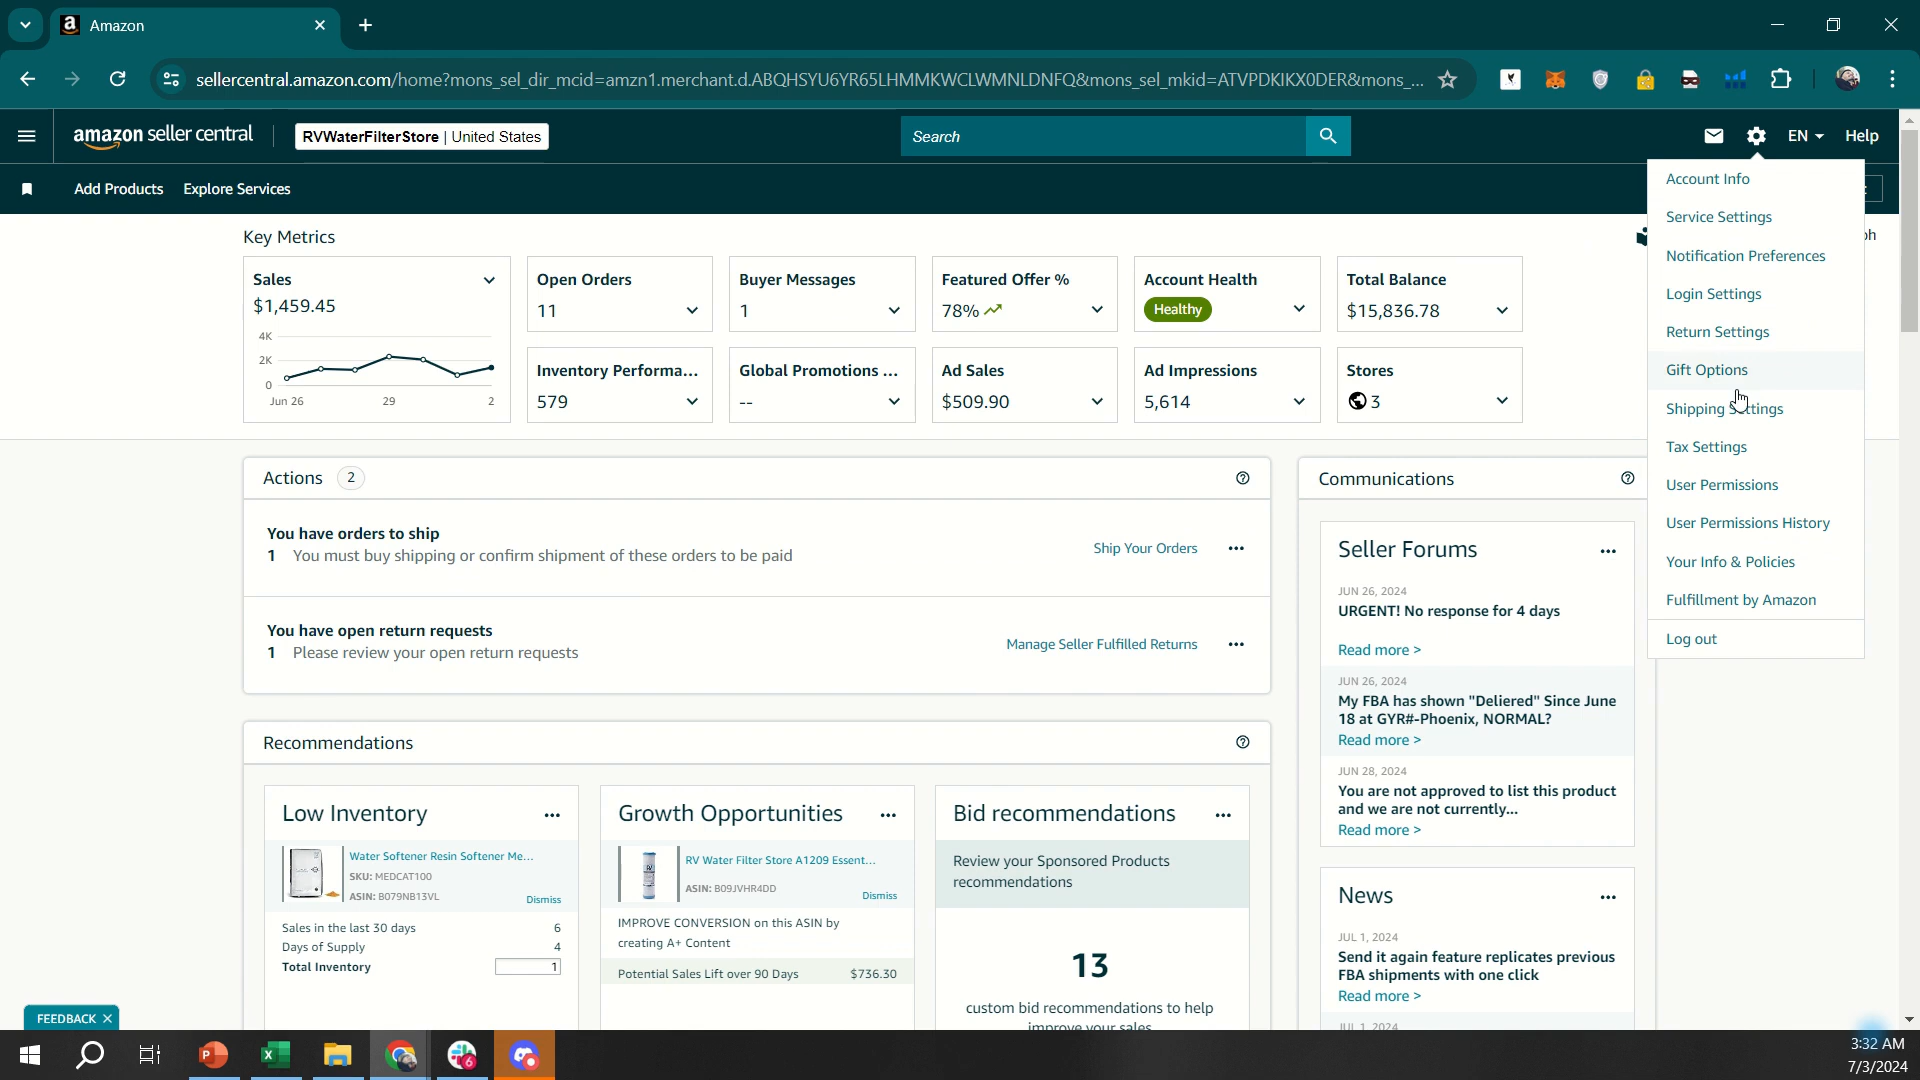 Amazon
sellercentral.amazon.com/home?mons_sel_dir_mcid=amzn1.merchant.d.ABQHSYU6YR65LHMMKWCLWMNLDNFQ&mons_sel_mkid=ATVPDKIKX0DER&mons_...
amazon seller central
RVWaterFilterStore | United States
Search
EN
Help
Add Products
Explore Services
Account Info
Service Settings
Notification Preferences
Login Settings
Return Settings
Gift Options
Shipping Settings
Tax Settings
User Permissions
User Permissions History
Your Info & Policies
Fulfillment by Amazon
Log out
Key Metrics
Sales
$1,459.45
4K
2K
0
Jun 26
29
2
Open Orders
11
Buyer Messages
1
Featured Offer %
78%
Account Health
Healthy
Total Balance
$15,836.78
Inventory Performa...
579
Global Promotions ...
--
Ad Sales
$509.90
Ad Impressions
5,614
Stores
3
Actions 2
You have orders to ship
1 You must buy shipping or confirm shipment of these orders to be paid
Ship Your Orders
You have open return requests
1 Please review your open return requests
Manage Seller Fulfilled Returns
Communications
Seller Forums
JUN 26, 2024
URGENT! No response for 4 days
Read more >
JUN 26, 2024
My FBA has shown "Deliered" Since June
18 at GYR#-Phoenix, NORMAL?
Read more >
JUN 28, 2024
You are not approved to list this product
and we are not currently...
Read more >
News
JUL 1, 2024
Send it again feature replicates previous
FBA shipments with one click
Read more >
JUL 1, 2024
Recommendations
Low Inventory
Water Softener Resin Softener Me...
SKU: MEDCAT100
ASIN: B079NB13VL
Dismiss
Sales in the last 30 days 6
Days of Supply 4
Total Inventory 1
Growth Opportunities
RV Water Filter Store A1209 Essent...
ASIN: B09JVHR4DD
Dismiss
IMPROVE CONVERSION on this ASIN by
creating A+ Content
Potential Sales Lift over 90 Days $736.30
Bid recommendations
Review your Sponsored Products
recommendations
13
custom bid recommendations to help
improve your sales
FEEDBACK
6
3:32 AM
7/3/2024